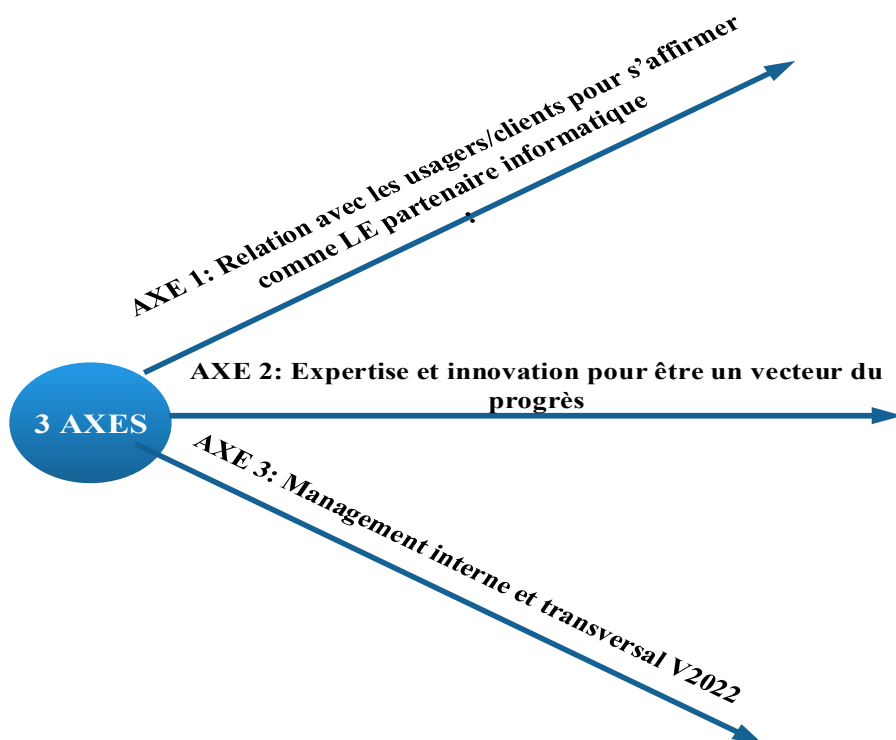 AXE 1: Relation avec les usagers/clients pour s’affirmer
comme LE partenaire informatique
:
AXE 2: Expertise et innovation pour être un vecteur du
progrès
3 AXES
AXE 3: Management interne et transversal V2022